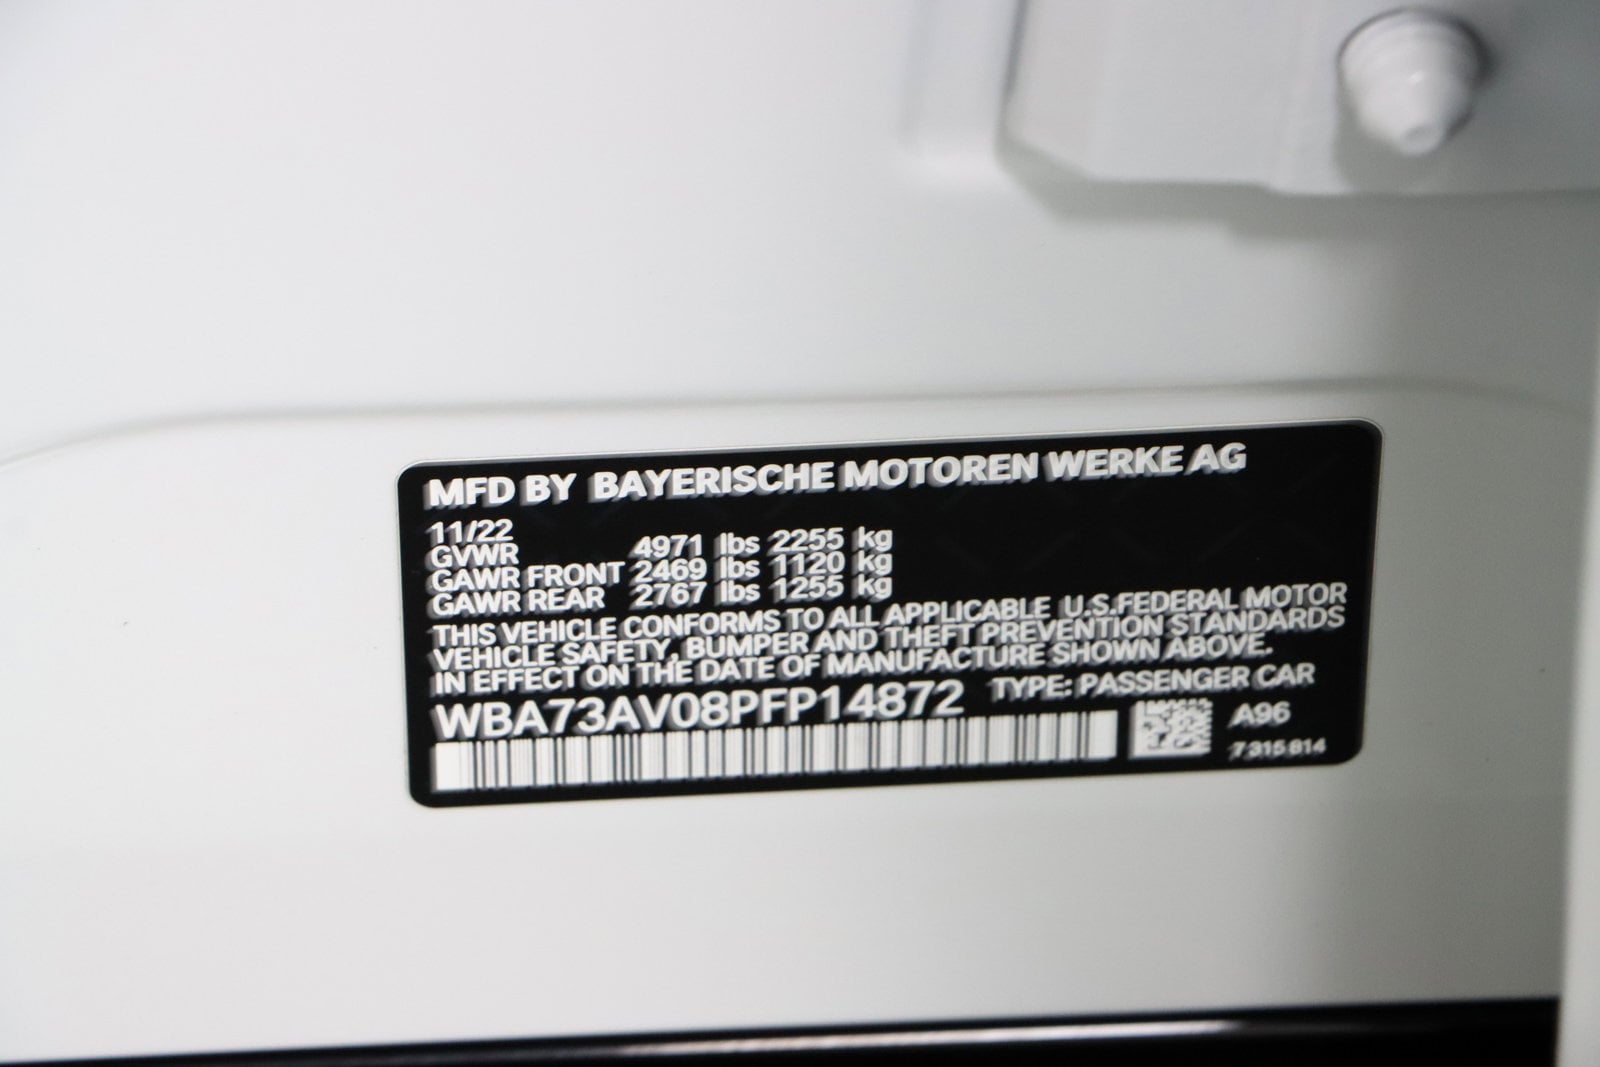 MFD BY BAYERISCHE MOTOREN WERKE AG
11/22
GVWR 4971 lbs 2255 kg
GAWR FRONT 2469 lbs 1120 kg
GAWR REAR 2767 lbs 1255 kg
THIS VEHICLE CONFORMS TO ALL APPLICABLE U.S.FEDERAL MOTOR
VEHICLE SAFETY, BUMPER AND THEFT PREVENTION STANDARDS
IN EFFECT ON THE DATE OF MANUFACTURE SHOWN ABOVE.
WBA73AV08PFP14872 TYPE: PASSENGER CAR
A96
7 315 814